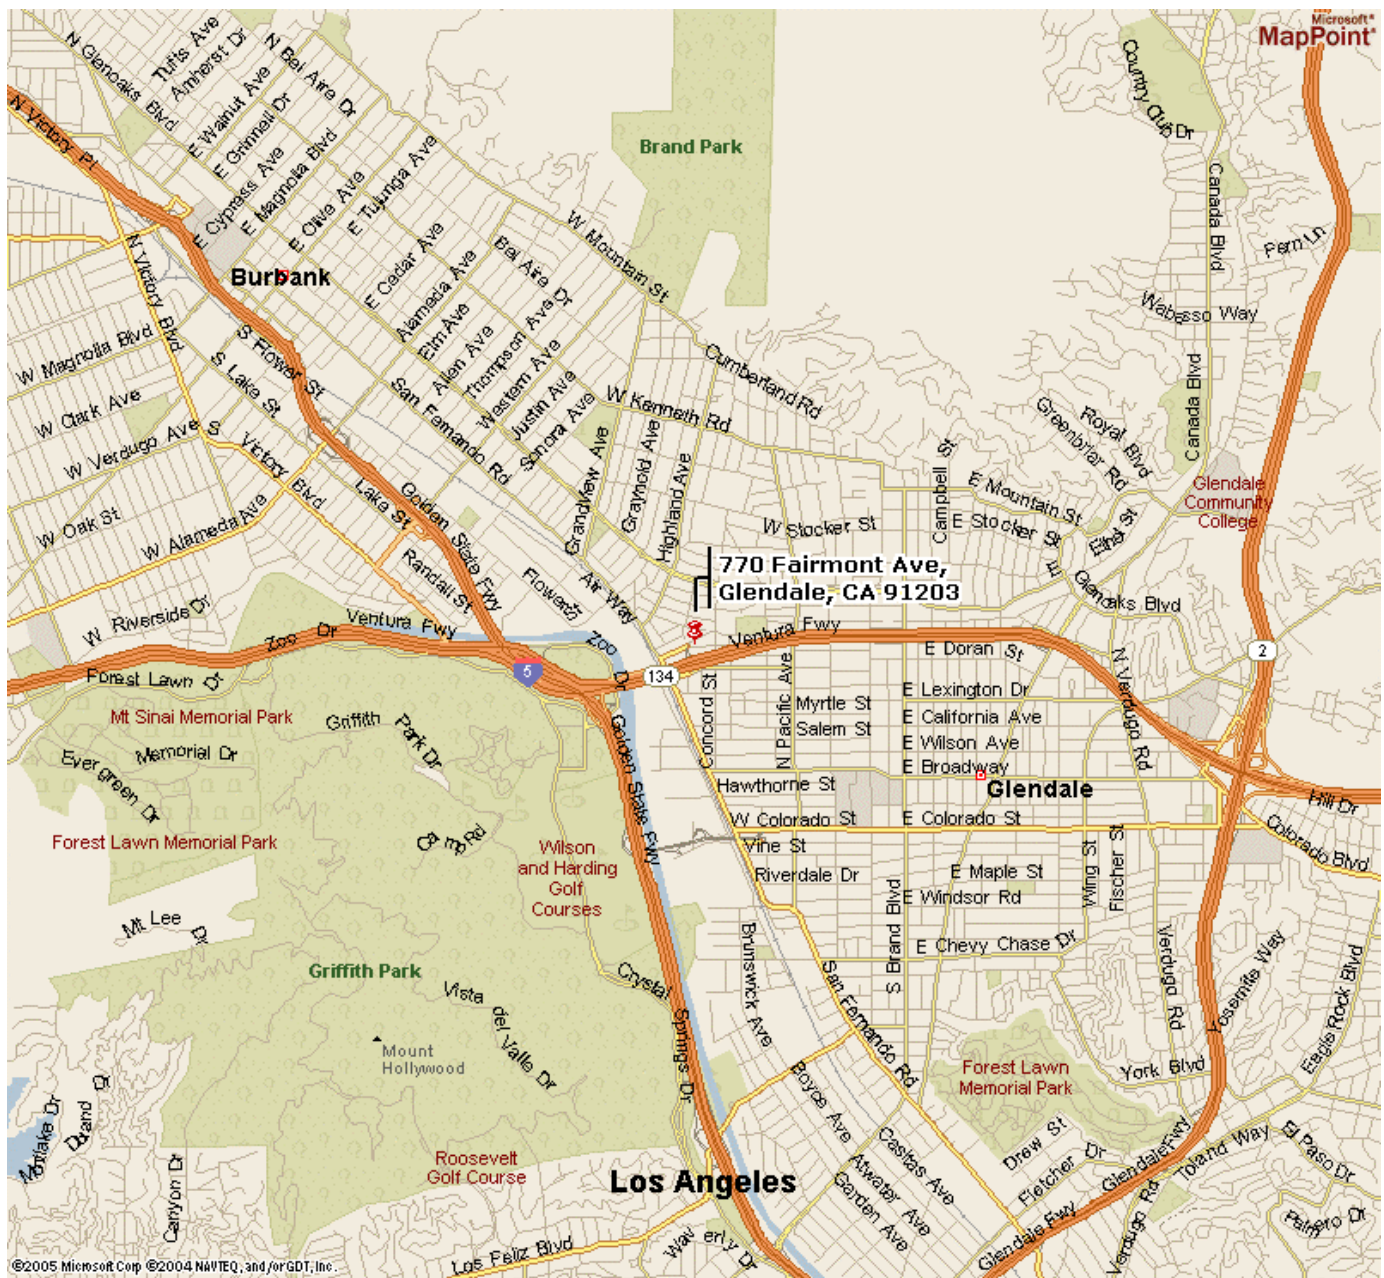 Microsoft®
MapPoint®
N Glenoaks Blvd
Tufts Ave
Amherst Dr
N Bel Aire Dr
E Walnut Ave
E Grinnell Dr
E Cypress Ave
E Magnolia Blvd
E Olive Ave
E Tujunga Ave
N Victory Pl
N Victory Blvd
Burbank
E Cedar Ave
Alameda Ave
Elm Ave
Allen Ave
Thompson Ave
Western Ave
Justin Ave
Sonora Ave
Bel Aire Dr
W Mountain St
Brand Park
Country Club Dr
Canada Blvd
Fern Ln
Wabasso Way
Canada Blvd
Cumberland Rd
W Kenneth Rd
Royal Blvd
Greenbriar Rd
W Magnolia Blvd
S Flower St
S Lake St
W Clark Ave
W Verdugo Ave
S Victory Blvd
San Fernando Rd
Grandview Ave
Graynold Ave
Highland Ave
Campbell St
E Mountain St
W Stocker St
E Stocker St
Glendale
Community
College
W Oak St
W Alameda Ave
Lake St
Golden State Fwy
Randall St
Flower St
Air Way
770 Fairmont Ave,
Glendale, CA 91203
E Glenoaks Blvd
W Riverside Dr
Zoo Dr
Ventura Fwy
Zoo Dr
Ventura Fwy
5
134
2
Forest Lawn Dr
Mt Sinai Memorial Park
Griffith Park Dr
Memorial Dr
Evergreen Dr
Forest Lawn Memorial Park
Camp Rd
Golden State Fwy
Concord St
N Pacific Ave
E Doran St
E Lexington Dr
Myrtle St
E California Ave
Salem St
E Wilson Ave
E Broadway
N Verdugo Rd
Hawthorne St
Glendale
Hill Dr
W Colorado St
E Colorado St
Colorado Blvd
Vine St
Riverdale Dr
E Maple St
Wing St
Fischer St
E Windsor Rd
S Brand Blvd
E Chevy Chase Dr
Wilson
and Harding
Golf
Courses
Mt Lee Dr
Griffith Park
Crystal Springs Dr
Vista del Valle Dr
Mount
Hollywood
Brunswick Ave
San Fernando Rd
Verdugo Rd
Yosemite Way
Eagle Rock Blvd
Forest Lawn
Memorial Park
York Blvd
Boyce Ave
Casitas Ave
Atwater Ave
Garden Ave
Drew St
Fletcher Dr
Glendale Fwy
Toland Way
El Paso Dr
Canyon Dr
Roosevelt
Golf Course
Los Angeles
Los Feliz Blvd
Waverly Dr
Glendale Fwy
Verdugo Rd
Palmero Dr
©2005 Microsoft Corp ©2004 NAVTEQ, and/or GDT, Inc.